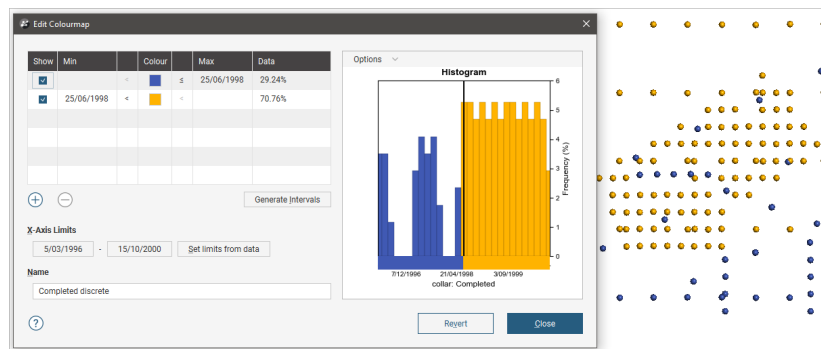 Edit Colourmap
Show Min Colour Max Data
< ≤ 25/06/1998 29.24%
25/06/1998 < < 70.76%
Generate Intervals
X-Axis Limits
5/03/1996 - 15/10/2000 Set limits from data
Name
Completed discrete
Options
Histogram
6
5
4
3
2
1
0
Frequency (%)
7/12/1996 21/04/1998 3/09/1999
collar: Completed
? Revert Close